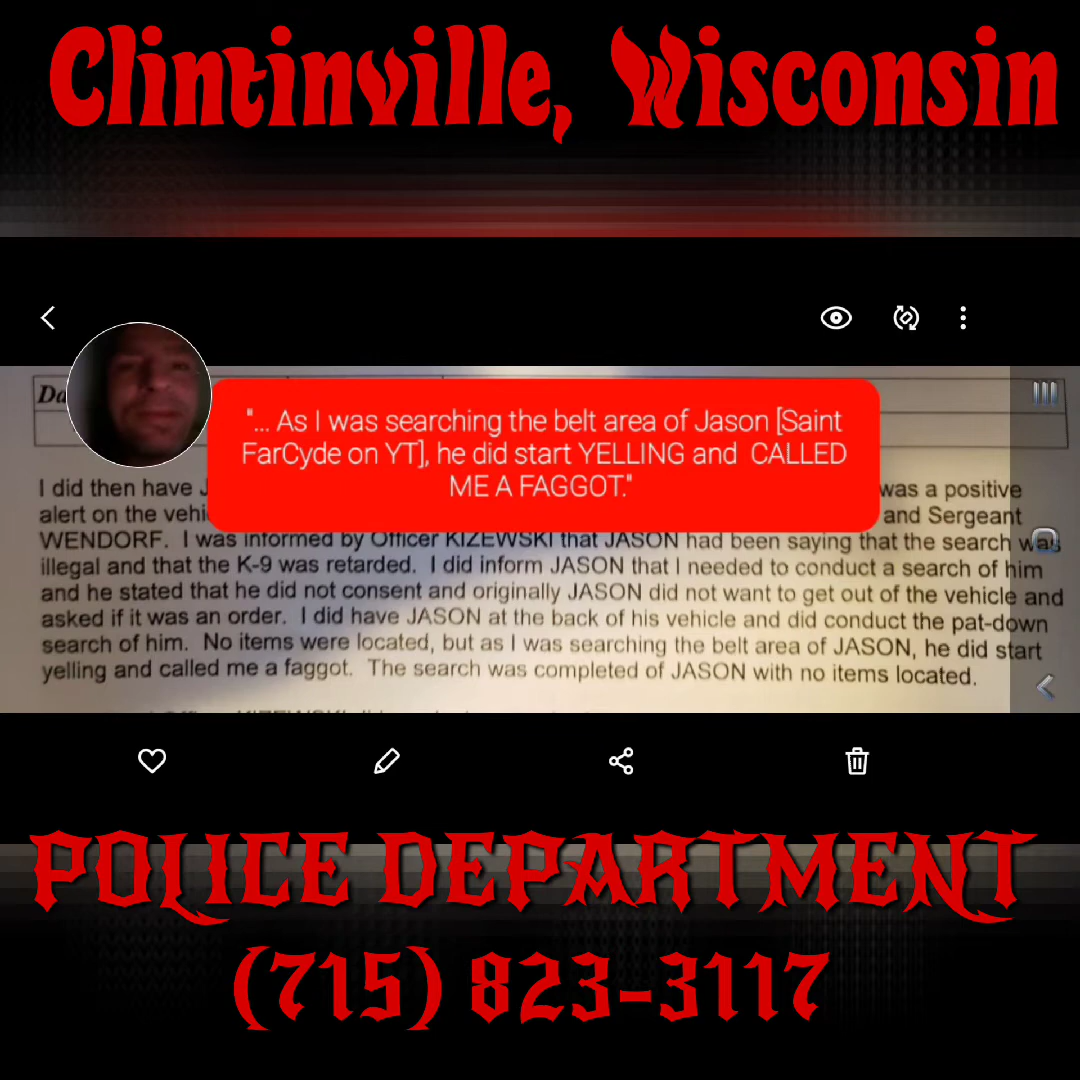 Clintinville, Wisconsin
"... As I was searching the belt area of Jason [Saint
FarCyde on YT], he did start YELLING and CALLED
ME A FAGGOT."
I did then have was a positive
alert on the and Sergeant
WENDORF. I was informed by Officer KIZEWSKI that JASON had been saying that the search was
illegal and that the K-9 was retarded. I did inform JASON that I needed to conduct a search of him
and he stated that he did not consent and originally JASON did not want to get out of the vehicle and
asked if it was an order. I did have JASON at the back of his vehicle and did conduct the pat-down
search of him. No items were located, but as I was searching the belt area of JASON, he did start
yelling and called me a faggot. The search was completed of JASON with no items located.
POLICE DEPARTMENT
(715) 823-3117